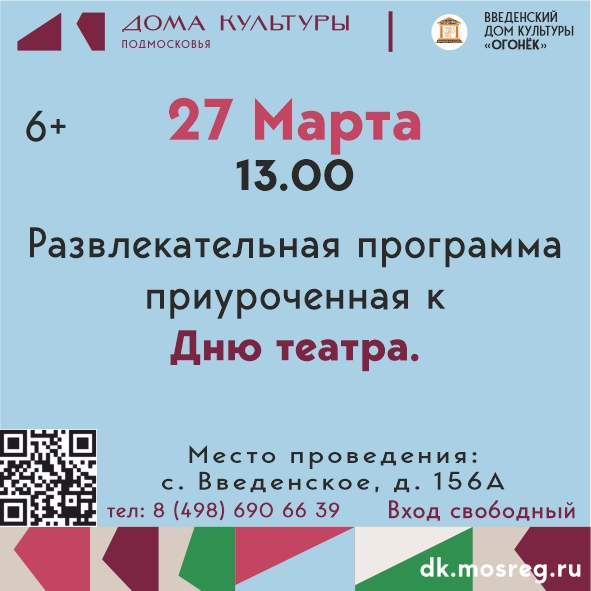 ДОМА КУЛЬТУРЫ
ПОДМОСКОВЬЯ
ВВЕДЕНСКИЙ
ДОМ КУЛЬТУРЫ
«ОГОНЁК»
6+
27 Марта
13.00
Развлекательная программа
приуроченная к
Дню театра.
Место проведения:
с. Введенское, д. 156А
тел: 8 (498) 690 66 39
Вход свободный
dk.mosreg.ru